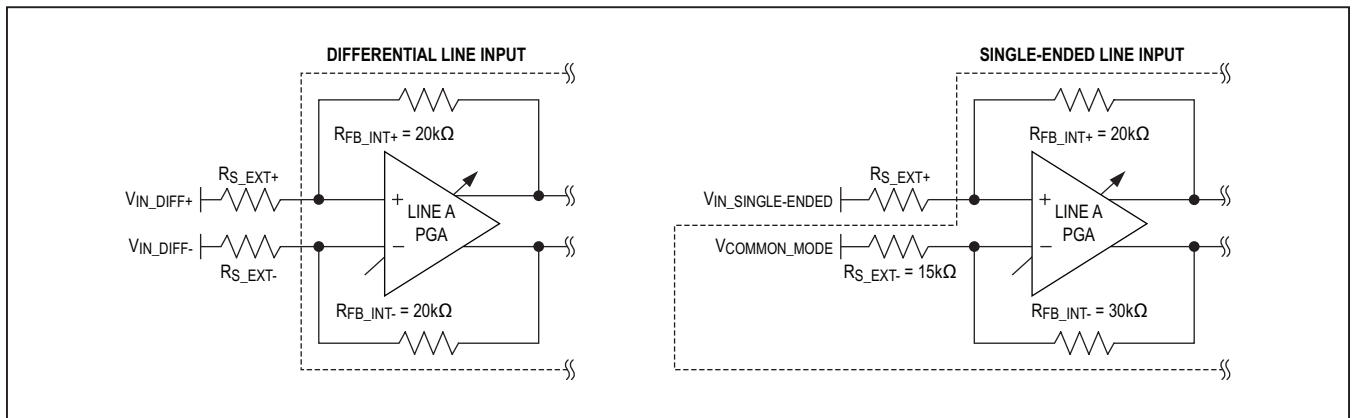 DIFFERENTIAL LINE INPUT
RFB_INT+ = 20kΩ
RS_EXT+
VIN_DIFF+
+
LINE A
PGA
−
VIN_DIFF-
RS_EXT-
RFB_INT- = 20kΩ
SINGLE-ENDED LINE INPUT
RFB_INT+ = 20kΩ
RS_EXT+
VIN_SINGLE-ENDED
+
LINE A
PGA
−
VCOMMON_MODE
RS_EXT- = 15kΩ
RFB_INT- = 30kΩ